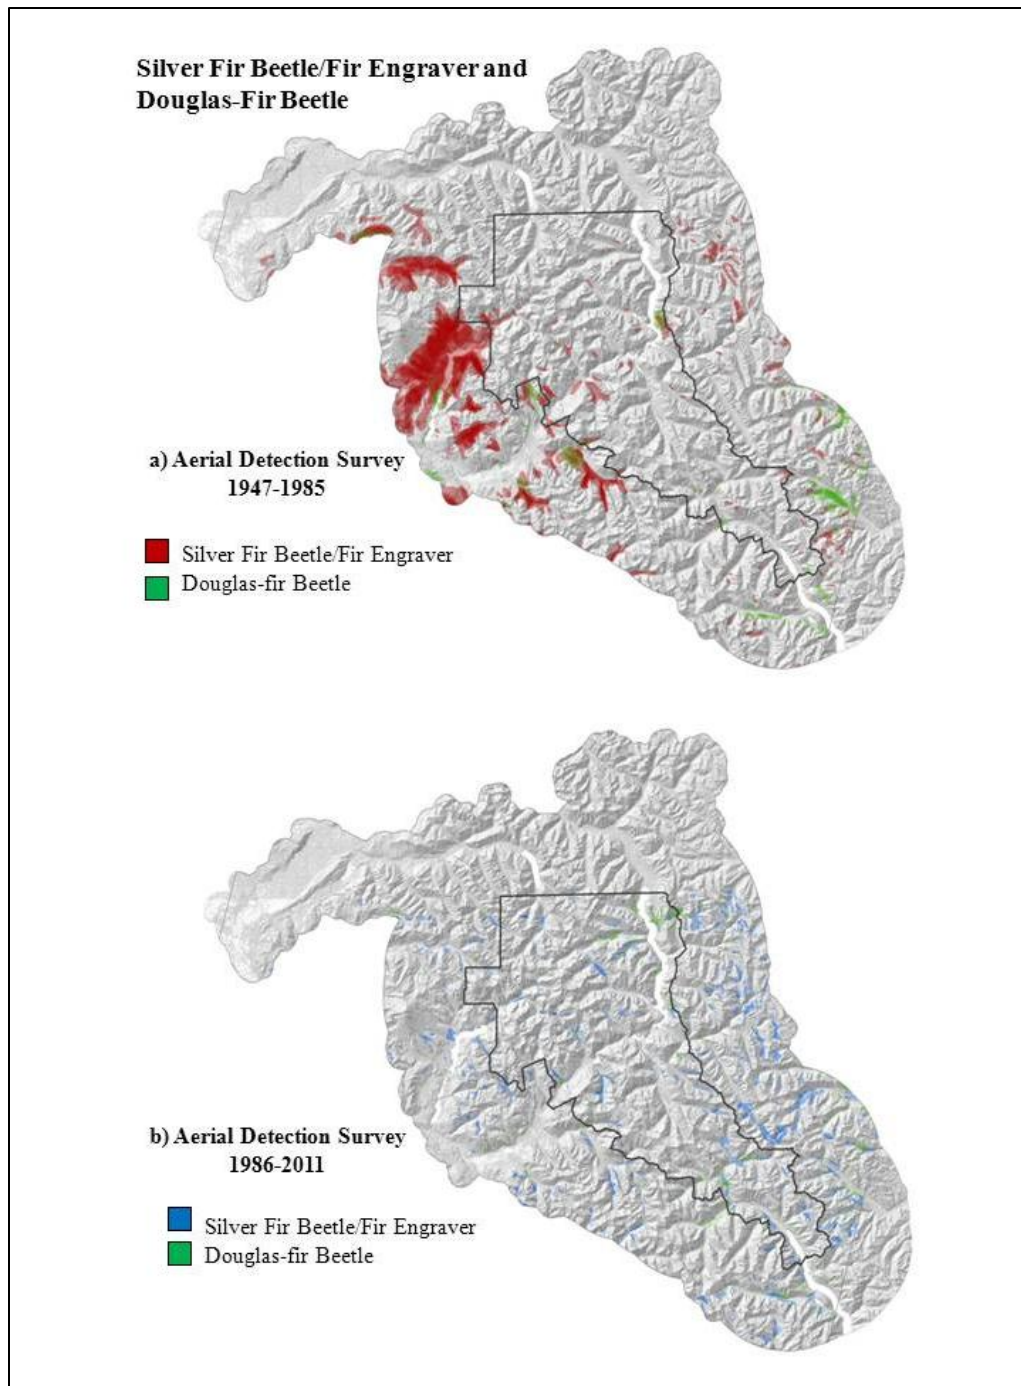 Silver Fir Beetle/Fir Engraver and
Douglas-Fir Beetle
a) Aerial Detection Survey
1947-1985
Silver Fir Beetle/Fir Engraver
Douglas-fir Beetle
b) Aerial Detection Survey
1986-2011
Silver Fir Beetle/Fir Engraver
Douglas-fir Beetle